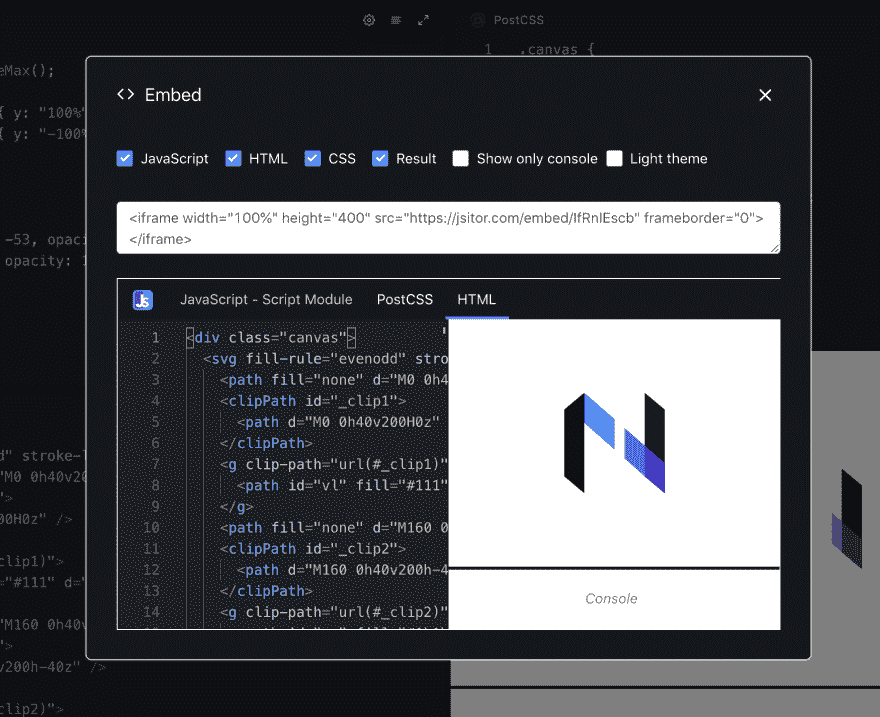 PostCSS
1 .canvas {
eMax();
{ y: "100%"
{ y: "-100%
-53, opaci
opacity: 1
Embed
JavaScript HTML CSS Result Show only console Light theme
<iframe width="100%" height="400" src="https://jsitor.com/embed/IfRnlEscb" frameborder="0">
</iframe>
Js JavaScript - Script Module PostCSS HTML
1 <div class="canvas">
2 <svg fill-rule="evenodd" stro
3 <path fill="none" d="M0 0h4
4 <clipPath id="_clip1">
5 <path d="M0 0h40v200H0z"
6 </clipPath>
7 <g clip-path="url(#_clip1)"
8 <path id="vl" fill="#111"
9 </g>
10 <path fill="none" d="M160 0
11 <clipPath id="_clip2">
12 <path d="M160 0h40v200h-4
13 </clipPath>
14 <g clip-path="url(#_clip2)"
Console
d" stroke-l
"M0 0h40v20
">
00H0z" />
clip1)">
="#111" d="
"M160 0h40v
">
v200h-40z" />
clip2)">